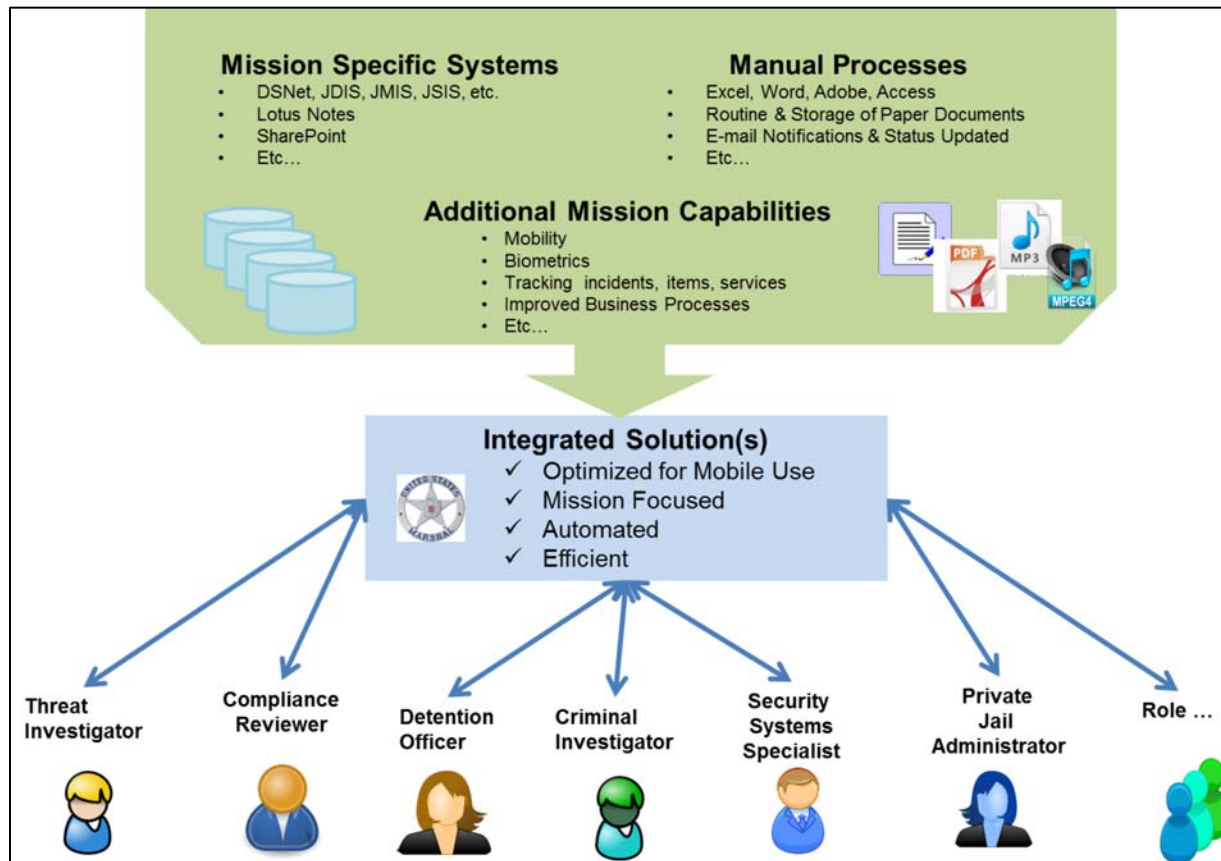 Mission Specific Systems
• DSNet, JDIS, JMIS, JSIS, etc.
• Lotus Notes
• SharePoint
• Etc…
Manual Processes
• Excel, Word, Adobe, Access
• Routine & Storage of Paper Documents
• E-mail Notifications & Status Updated
• Etc…
Additional Mission Capabilities
• Mobility
• Biometrics
• Tracking incidents, items, services
• Improved Business Processes
• Etc…
PDF
MP3
MPEG4
Integrated Solution(s)
✓ Optimized for Mobile Use
✓ Mission Focused
✓ Automated
✓ Efficient
UNITED STATES
MARSHAL
Threat
Investigator
Compliance
Reviewer
Detention
Officer
Criminal
Investigator
Security
Systems
Specialist
Private
Jail
Administrator
Role …